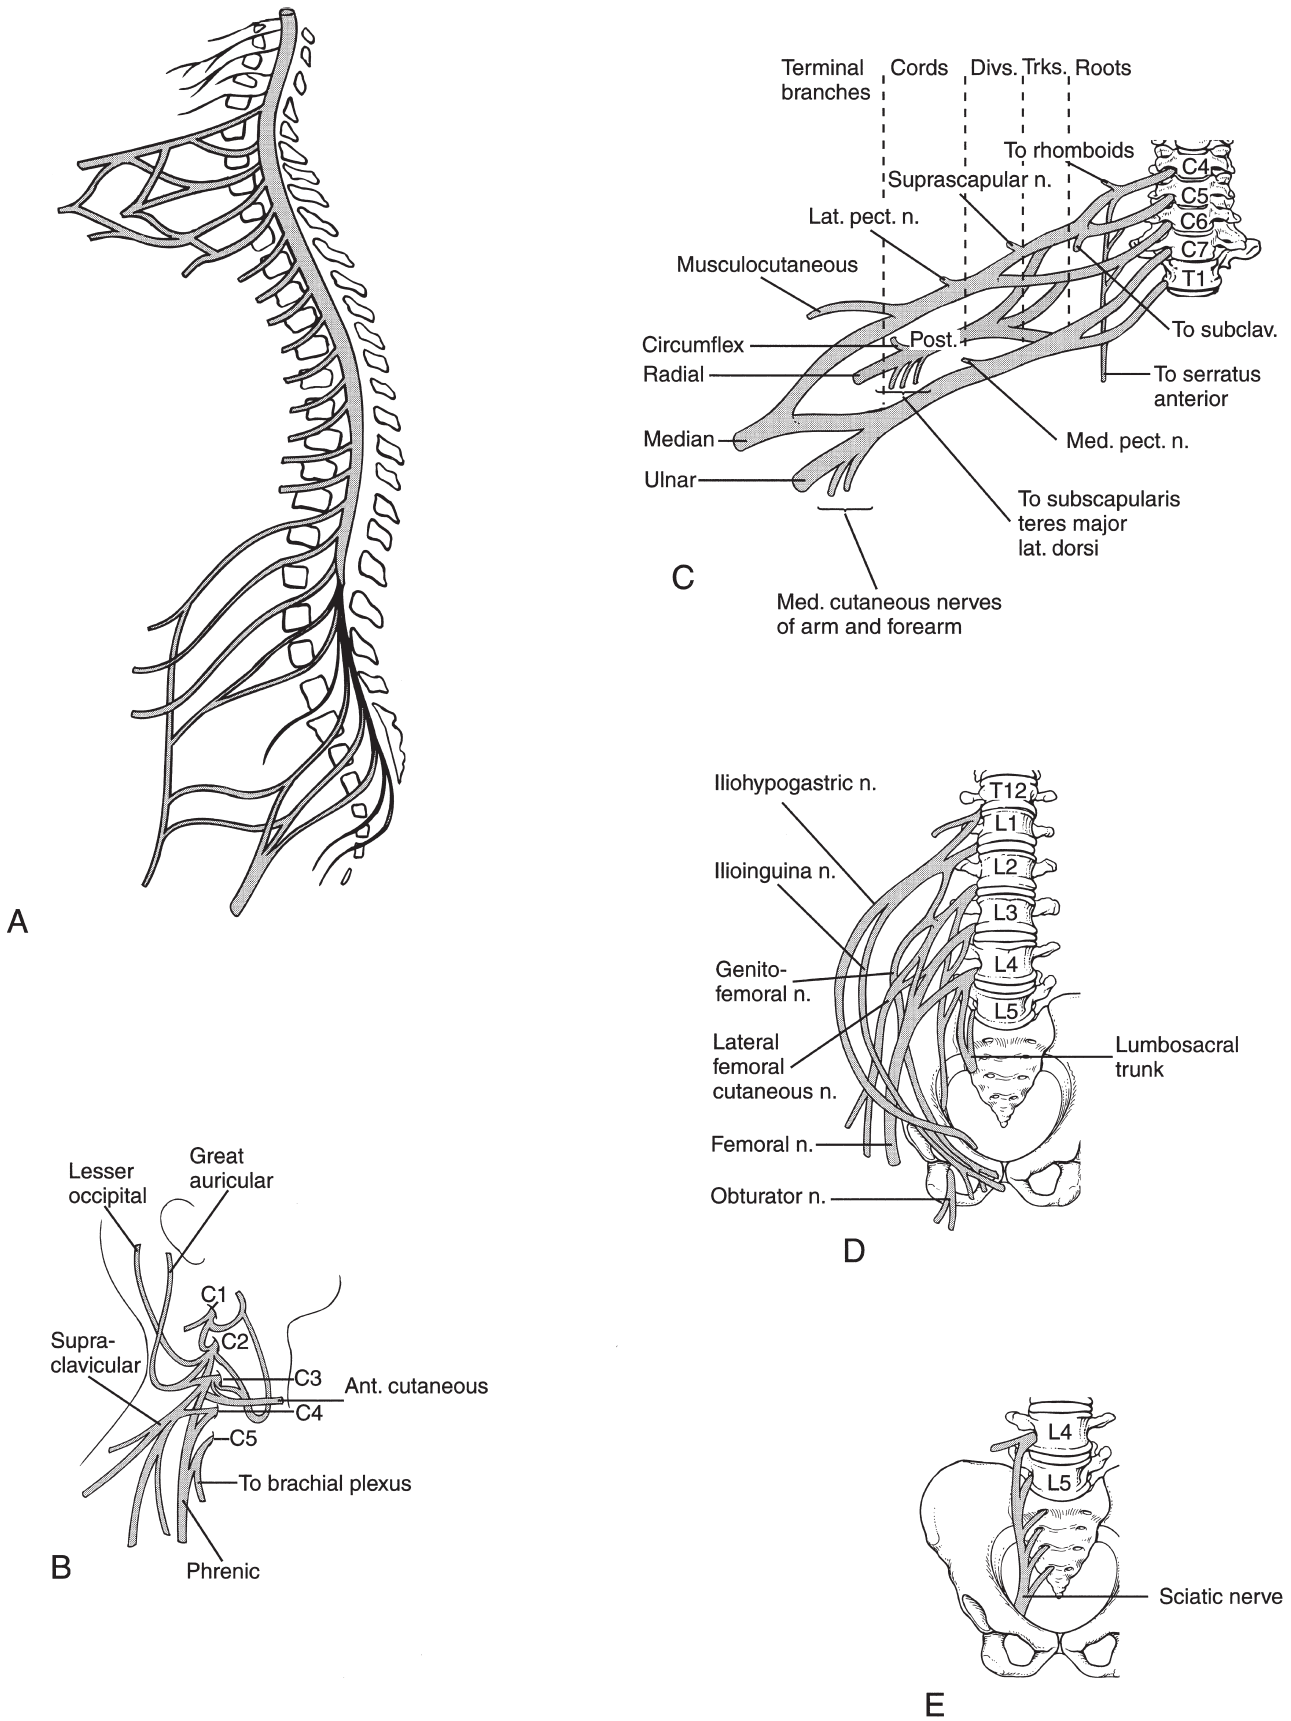 A
Terminal
branches
Cords
Divs.
Trks.
Roots
To rhomboids
Suprascapular n.
Lat. pect. n.
Musculocutaneous
Circumflex
Post.
Radial
Median
Ulnar
C4
C5
C6
C7
T1
To subclav.
To serratus
anterior
Med. pect. n.
To subscapularis
teres major
lat. dorsi
Med. cutaneous nerves
of arm and forearm
C
Iliohypogastric n.
Ilioinguina n.
Genito-
femoral n.
Lateral
femoral
cutaneous n.
Femoral n.
Obturator n.
T12
L1
L2
L3
L4
L5
Lumbosacral
trunk
D
Lesser
occipital
Great
auricular
C1
C2
Supra-
clavicular
C3
Ant. cutaneous
C4
C5
To brachial plexus
Phrenic
B
L4
L5
Sciatic nerve
E